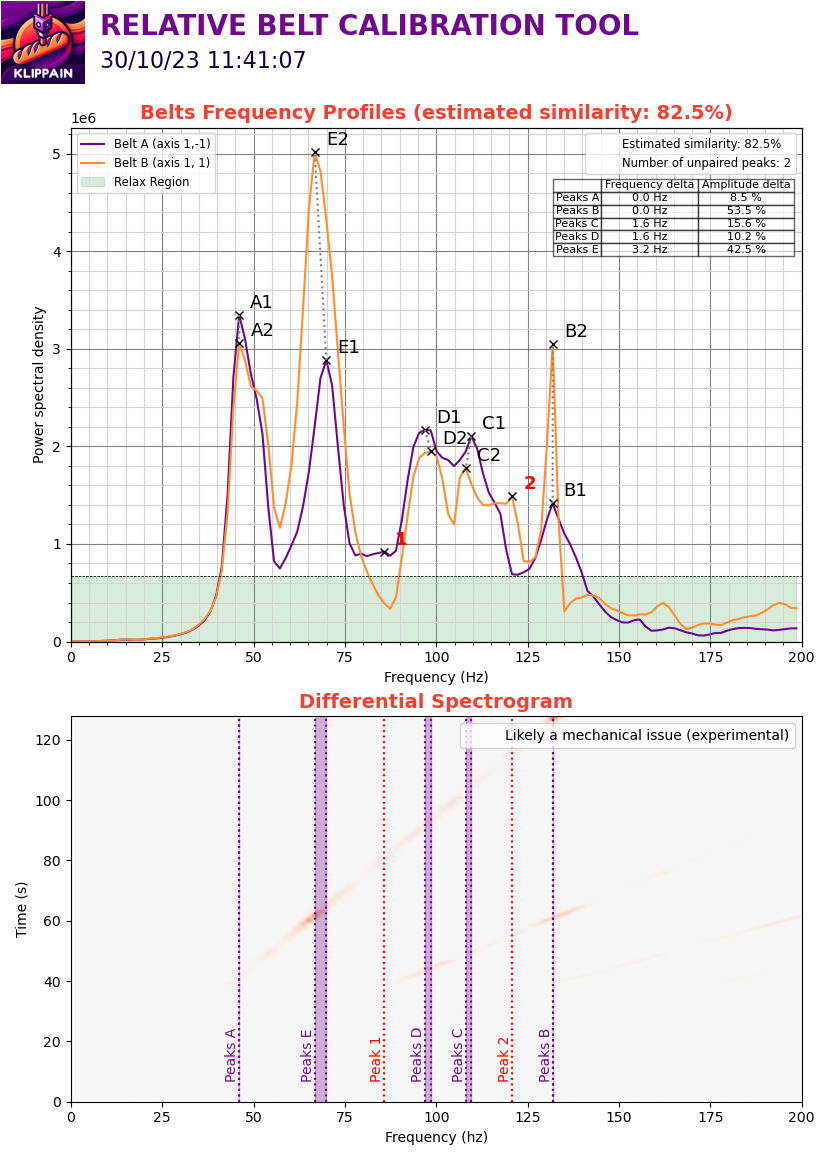 KLIPPAIN
RELATIVE BELT CALIBRATION TOOL
30/10/23 11:41:07
Belts Frequency Profiles (estimated similarity: 82.5%)
1e6
Belt A (axis 1,-1)
Belt B (axis 1, 1)
Relax Region
Estimated similarity: 82.5%
Number of unpaired peaks: 2
Frequency delta Amplitude delta
Peaks A 0.0 Hz 8.5 %
Peaks B 0.0 Hz 53.5 %
Peaks C 1.6 Hz 15.6 %
Peaks D 1.6 Hz 10.2 %
Peaks E 3.2 Hz 42.5 %
E2
A1
A2
E1
B2
D1
C1
D2
C2
2
B1
1
Power spectral density
5
4
3
2
1
0
0 25 50 75 100 125 150 175 200
Frequency (Hz)
Differential Spectrogram
Likely a mechanical issue (experimental)
Time (s)
120
100
80
60
40
20
0
Peaks A
Peaks E
Peak 1
Peaks D
Peaks C
Peak 2
Peaks B
0 25 50 75 100 125 150 175 200
Frequency (hz)